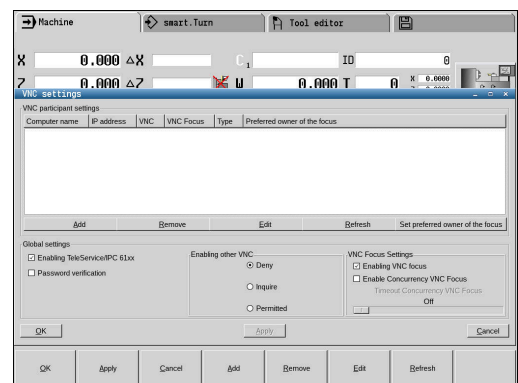 Machine smart.Turn Tool editor
X 0.000 △X C 1 ID 0
Z 0.000 △Z W 0.000 T 0 X 0.0000
VNC settings
VNC participant settings
Computer name IP address VNC VNC Focus Type Preferred owner of the focus
Add Remove Edit Refresh Set preferred owner of the focus
Global settings
Enabling TeleService/IPC 61xx
Password verification
Enabling other VNC
Deny
Inquire
Permitted
VNC Focus Settings
Enabling VNC focus
Enable Concurrency VNC Focus
Timeout Concurrency VNC Focus
Off
OK Apply Cancel
OK Apply Cancel Add Remove Edit Refresh